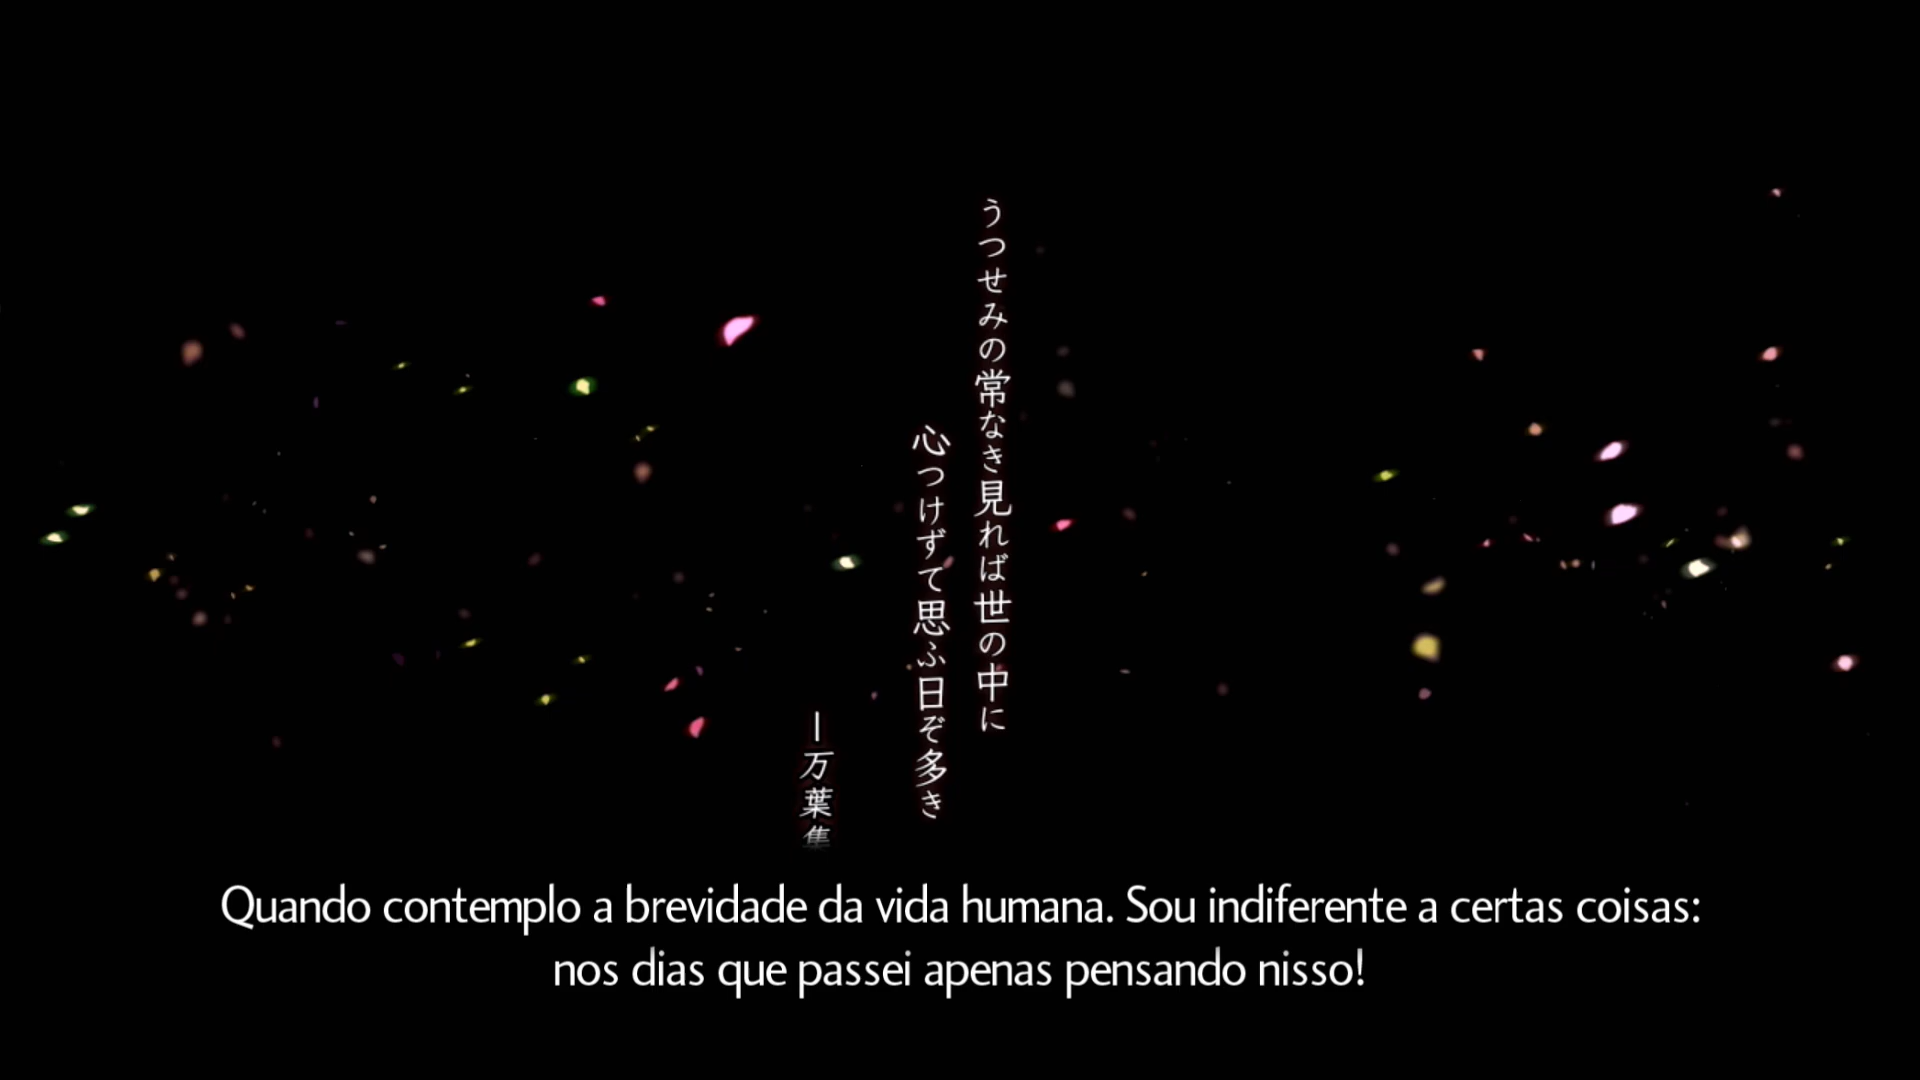 うつせみの常なき見れば世の中に
心つけずて思ふ日ぞ多き
ー万葉集
Quando contemplo a brevidade da vida humana. Sou indiferente a certas coisas:
nos dias que passei apenas pensando nisso!